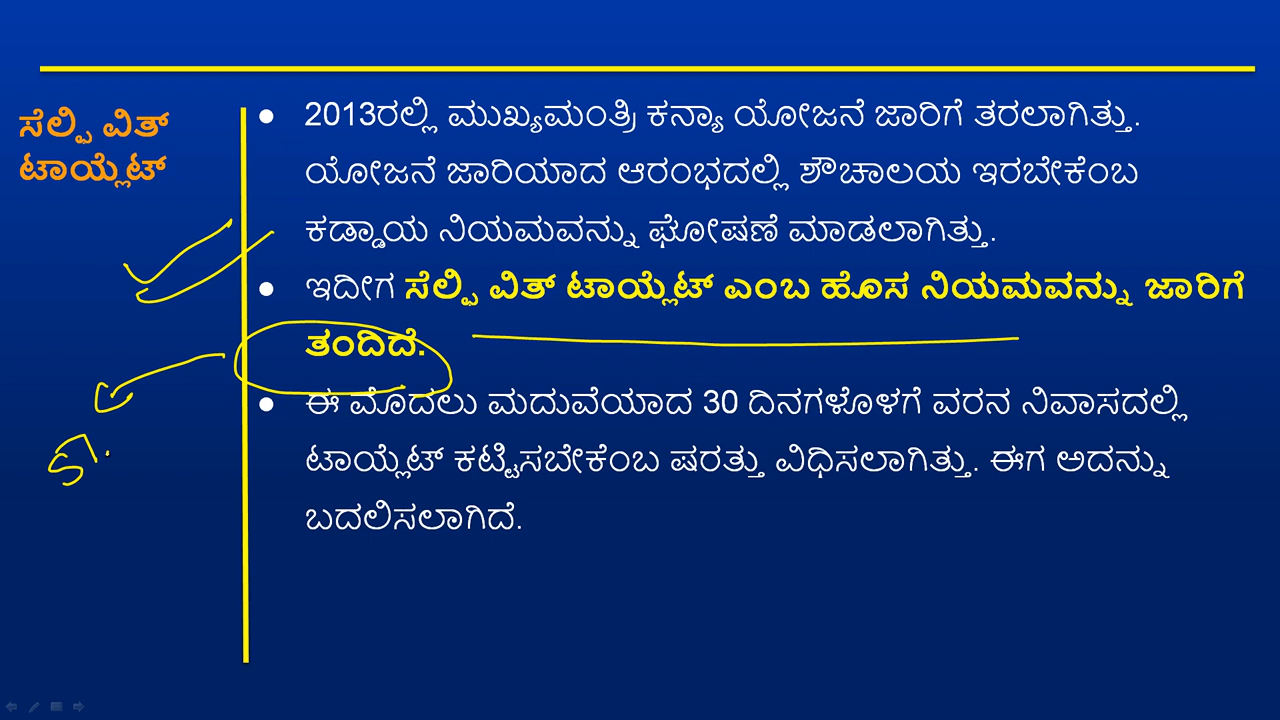 ಸೆಲ್ಫಿ ವಿತ್
ಟಾಯ್ಲೆಟ್
● 2013ರಲ್ಲಿ ಮುಖ್ಯಮಂತ್ರಿ ಕನ್ಯಾ ಯೋಜನೆ ಜಾರಿಗೆ ತರಲಾಗಿತ್ತು.
ಯೋಜನೆ ಜಾರಿಯಾದ ಆರಂಭದಲ್ಲಿ ಶೌಚಾಲಯ ಇರಬೇಕೆಂಬ
ಕಡ್ಡಾಯ ನಿಯಮವನ್ನು ಘೋಷಣೆ ಮಾಡಲಾಗಿತ್ತು.
● ಇದೀಗ ಸೆಲ್ಫಿ ವಿತ್ ಟಾಯ್ಲೆಟ್ ಎಂಬ ಹೊಸ ನಿಯಮವನ್ನು ಜಾರಿಗೆ
ತಂದಿದೆ.
● ಈ ಮೊದಲು ಮದುವೆಯಾದ 30 ದಿನಗಳೊಳಗೆ ವರನ ನಿವಾಸದಲ್ಲಿ
ಟಾಯ್ಲೆಟ್ ಕಟ್ಟಿಸಬೇಕೆಂಬ ಷರತ್ತು ವಿಧಿಸಲಾಗಿತ್ತು. ಈಗ ಅದನ್ನು
ಬದಲಿಸಲಾಗಿದೆ.